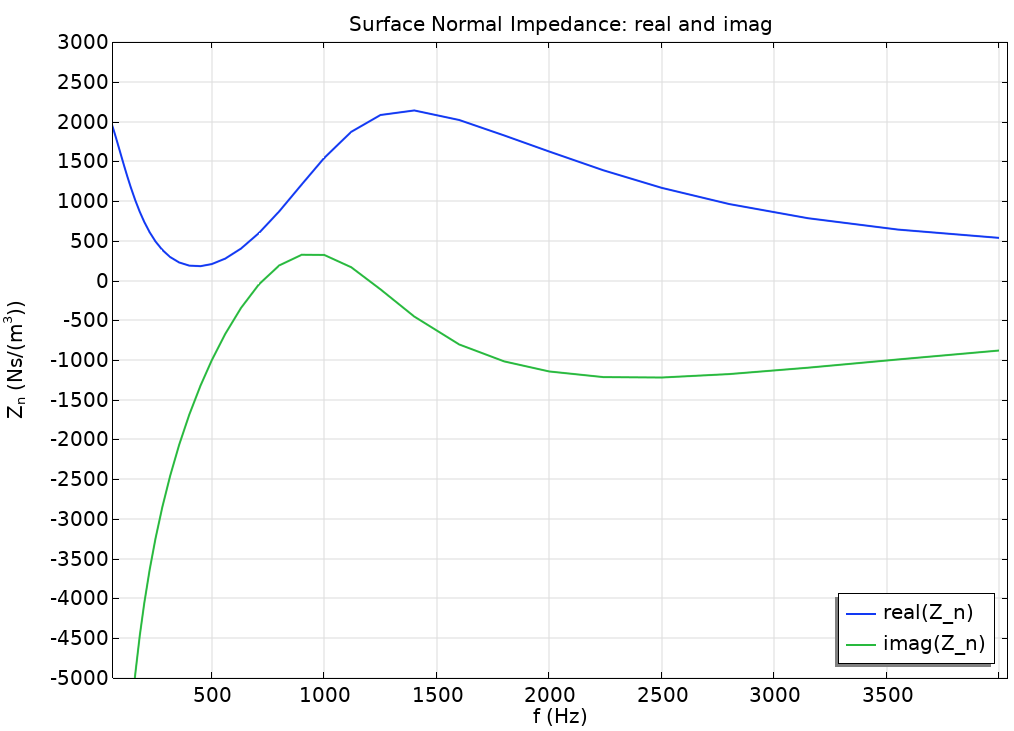 Surface Normal Impedance: real and imag
3000
2500
2000
1500
1000
500
0
-500
-1000
-1500
-2000
-2500
-3000
-3500
-4000
-4500
-5000
Zₙ (Ns/(m³))
real(Z_n)
imag(Z_n)
500 1000 1500 2000 2500 3000 3500
f (Hz)